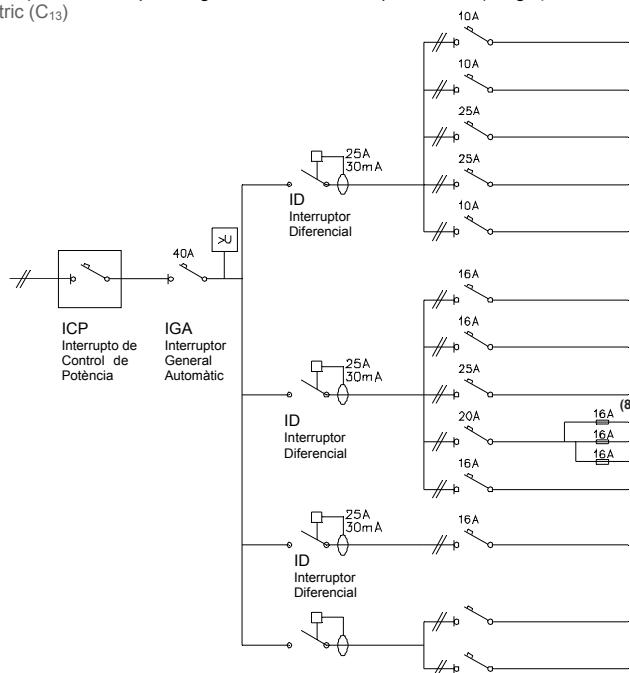 tric (C₁₃)
10A
10A
25A
25A
10A
25A
30mA
ID
Interruptor
Diferencial
40A
ICP
Interrupto de
Control de
Potència
IGA
Interruptor
General
Automàtic
16A
16A
25A
20A
16A
25A
30mA
ID
Interruptor
Diferencial
(8
16A
16A
16A
25A
30mA
16A
ID
Interruptor
Diferencial